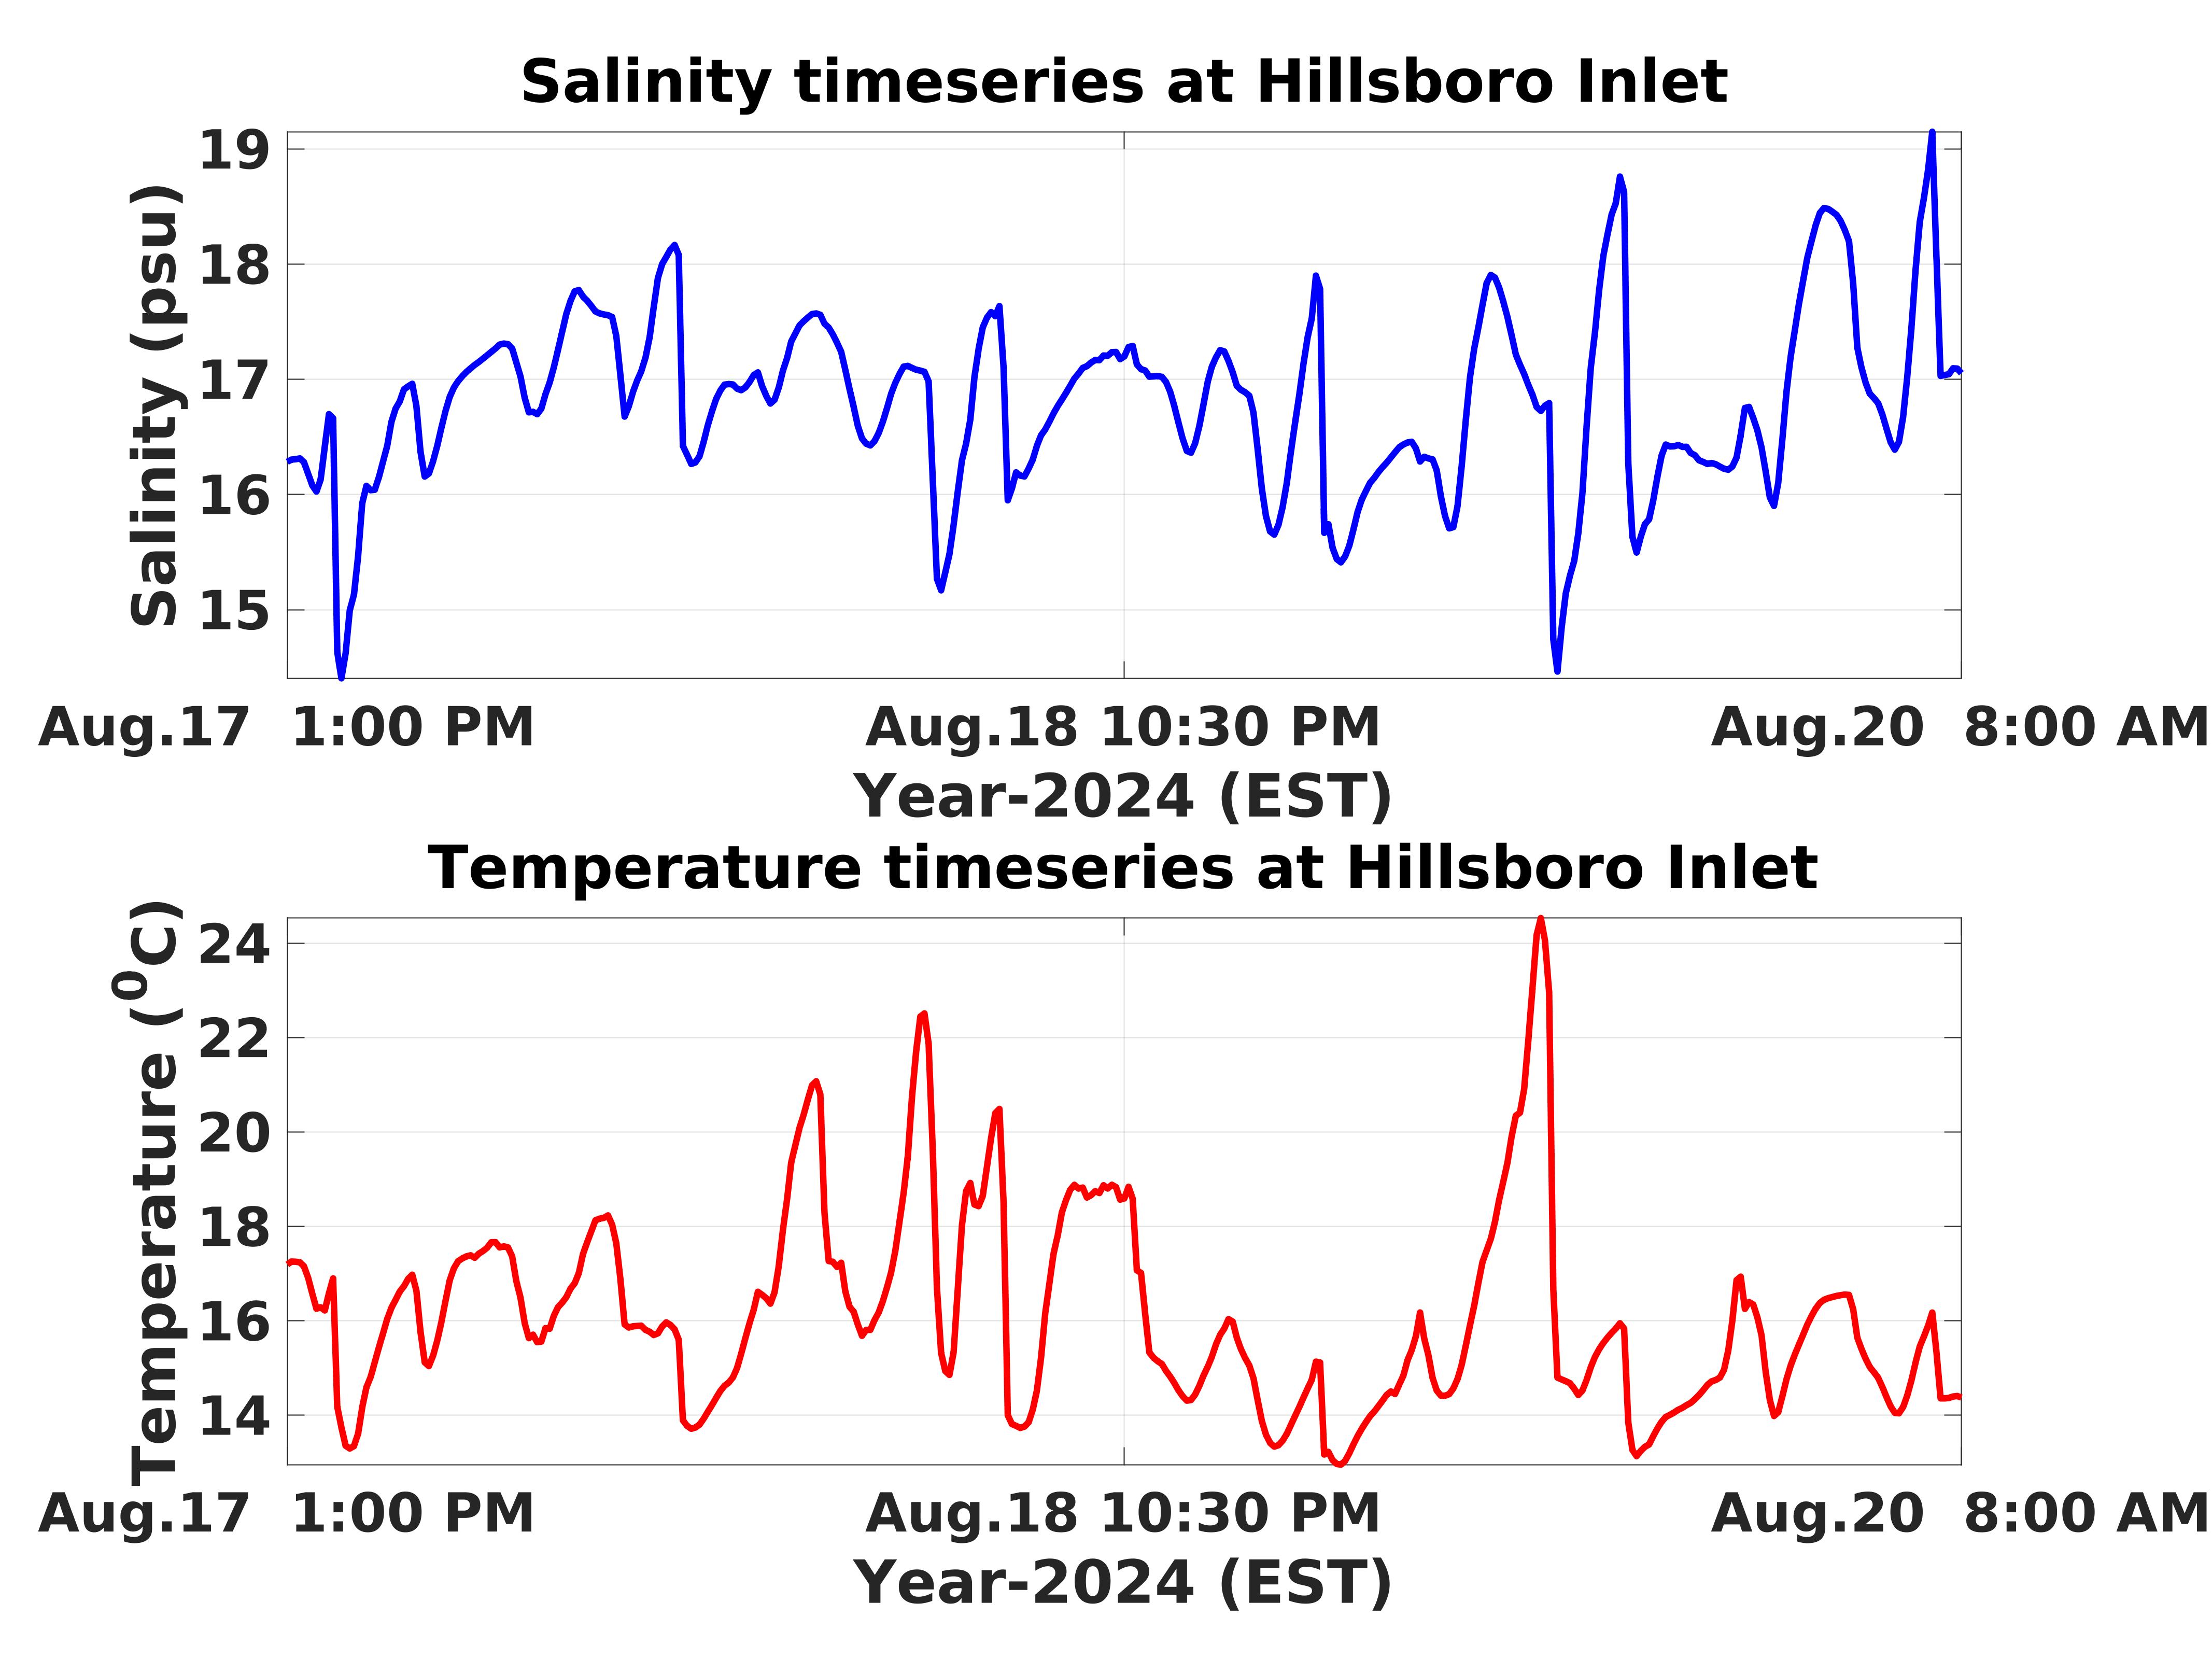 Salinity timeseries at Hillsboro Inlet
Salinity (psu)
19
18
17
16
15
Aug.17 1:00 PM
Aug.18 10:30 PM
Aug.20 8:00 AM
Year-2024 (EST)
Temperature timeseries at Hillsboro Inlet
Temperature (⁰C)
24
22
20
18
16
14
Aug.17 1:00 PM
Aug.18 10:30 PM
Aug.20 8:00 AM
Year-2024 (EST)